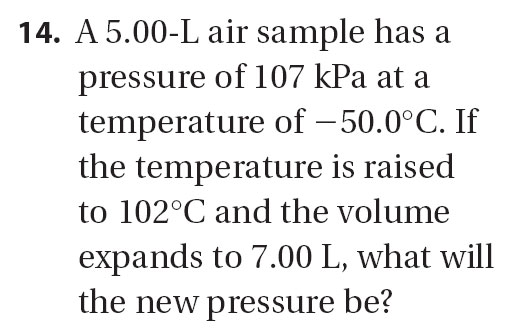 14. A 5.00-L air sample has a
pressure of 107 kPa at a
temperature of −50.0°C. If
the temperature is raised
to 102°C and the volume
expands to 7.00 L, what will
the new pressure be?